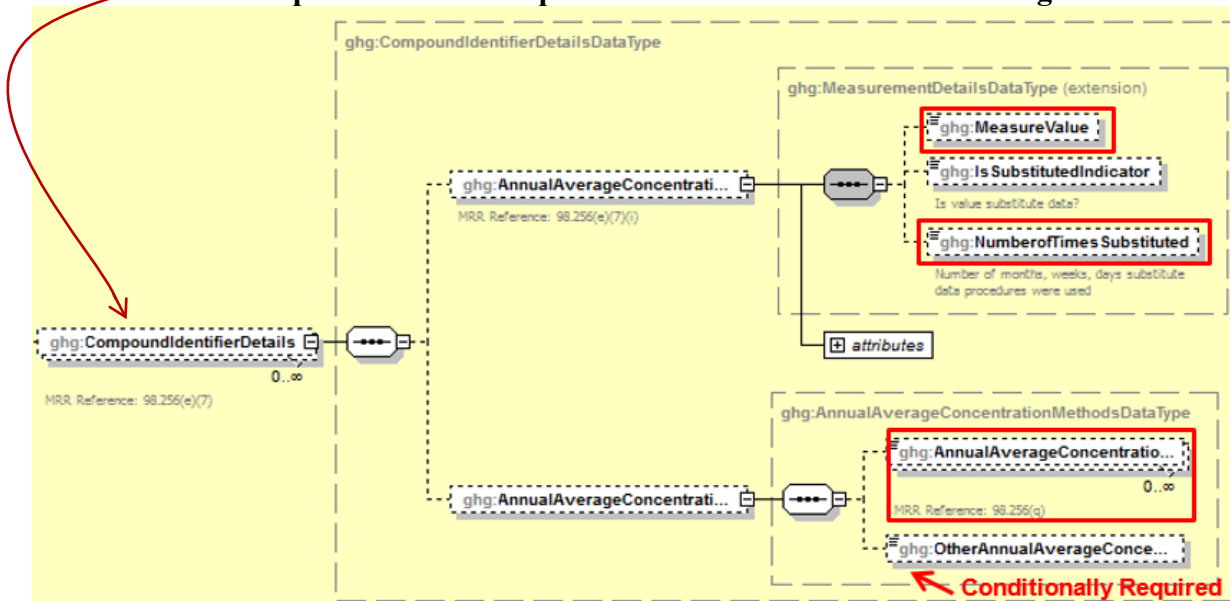 ghg:CompoundIdentifierDetailsDataType
ghg:MeasurementDetailsDataType (extension)
ghg:MeasureValue
ghg:IsSubstitutedIndicator
Is value substitute data?
ghg:AnnualAverageConcentrati...
MRR Reference: 98.256(e)(7)(i)
ghg:NumberofTimesSubstituted
Number of months, weeks, days substitute
data procedures were used
ghg:CompoundIdentifierDetails
0..∞
MRR Reference: 98.256(e)(7)
attributes
ghg:AnnualAverageConcentrationMethodsDataType
ghg:AnnualAverageConcentratio...
0..∞
MRR Reference: 98.256(q)
ghg:AnnualAverageConcentrati...
ghg:OtherAnnualAverageConce...
Conditionally Required